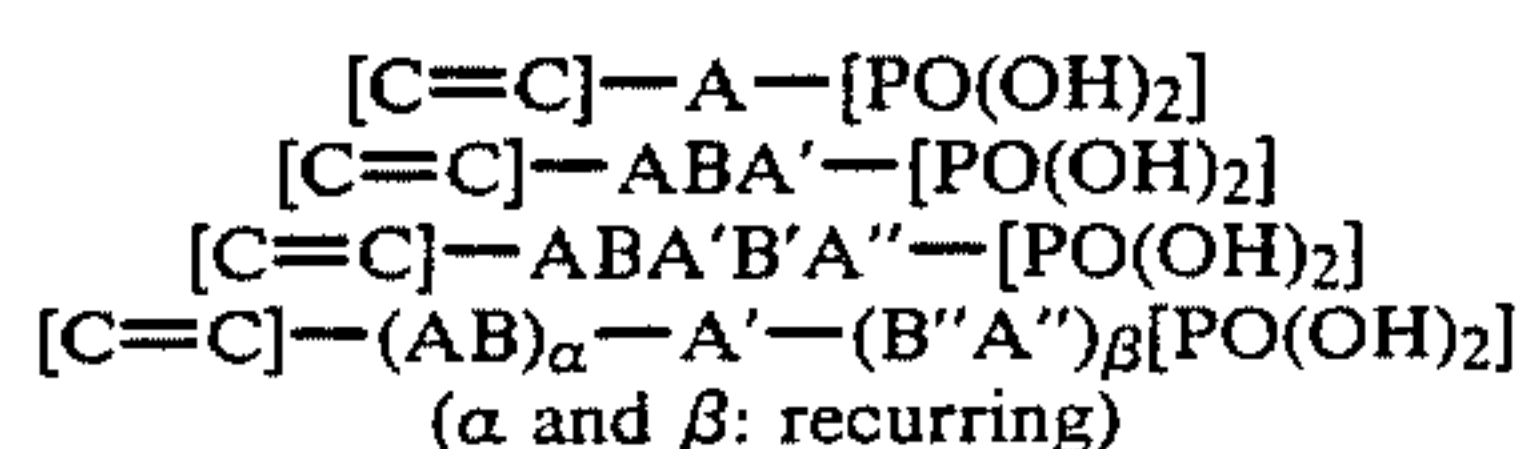 [C=C]—A—[PO(OH)₂]
[C=C]—ABA′—[PO(OH)₂]
[C=C]—ABA′B′A″—[PO(OH)₂]
[C=C]—(AB)α—A′—(B″A″)β[PO(OH)₂]
(α and β: recurring)